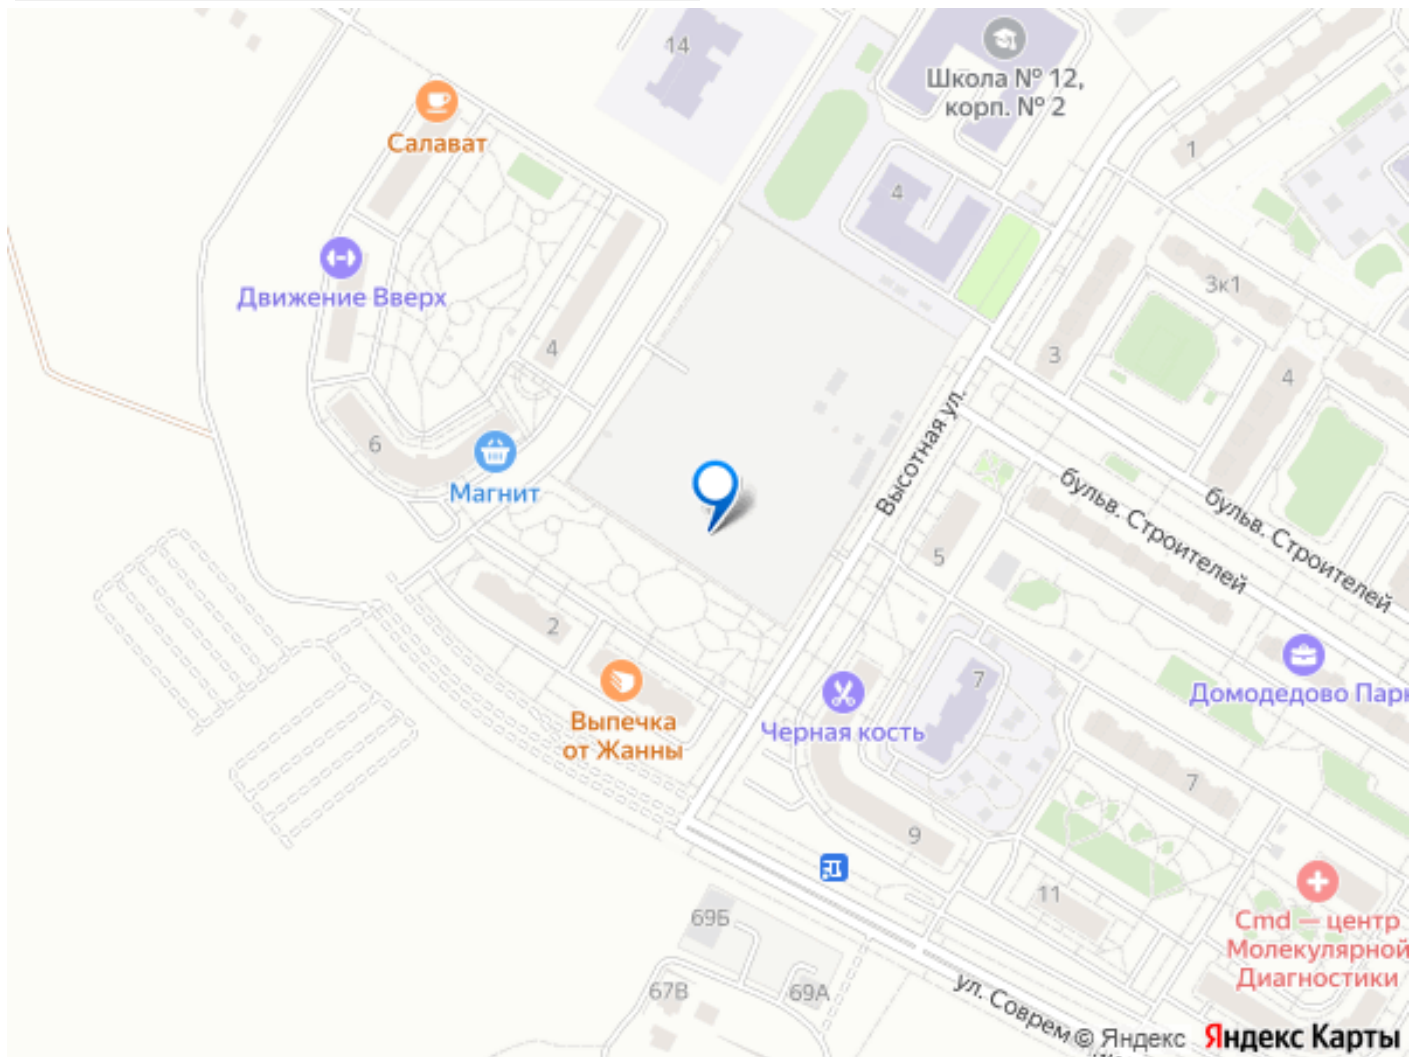 14
Школа № 12,
корп. № 2
Салават
1
4
Движение Вверх
3к1
4
3
4
Высотная ул.
6
Магнит
бульв. Строителей
бульв. Строителей
5
2
Домодедово Парк
7
Выпечка
от Жанны
Черная кость
7
9
11
69Б
Cmd — центр
Молекулярной
Диагностики
67В
69А
ул. Соврем
© Яндекс Яндекс Карты